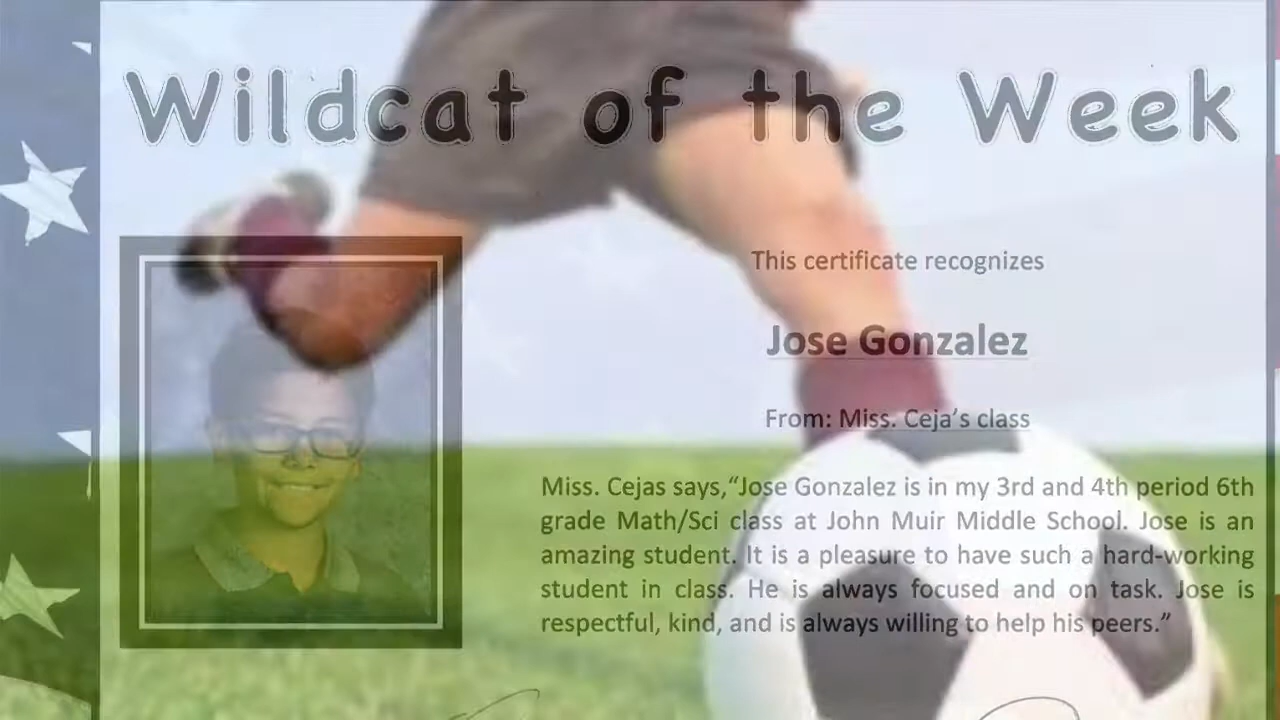 Wildcat of the Week
This certificate recognizes
Jose Gonzalez
From: Miss. Ceja’s class
Miss. Cejas says,“Jose Gonzalez is in my 3rd and 4th period 6th
grade Math/Sci class at John Muir Middle School. Jose is an
amazing student. It is a pleasure to have such a hard-working
student in class. He is always focused and on task. Jose is
respectful, kind, and is always willing to help his peers.”